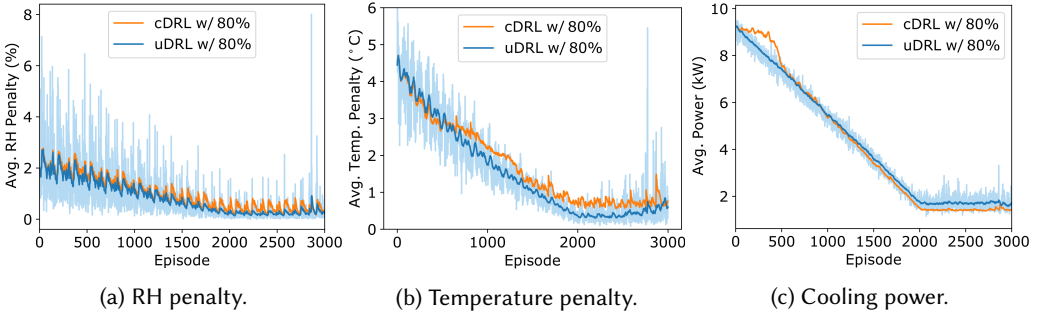 Avg. RH Penalty (%)
8
6
4
2
0
cDRL w/ 80%
uDRL w/ 80%
0 500 1000 1500 2000 2500 3000
Episode
(a) RH penalty.
Avg. Temp. Penalty (°C)
6
5
4
3
2
1
0
cDRL w/ 80%
uDRL w/ 80%
0 1000 2000 3000
Episode
(b) Temperature penalty.
Avg. Power (kW)
10
8
6
4
2
cDRL w/ 80%
uDRL w/ 80%
0 500 1000 1500 2000 2500 3000
Episode
(c) Cooling power.